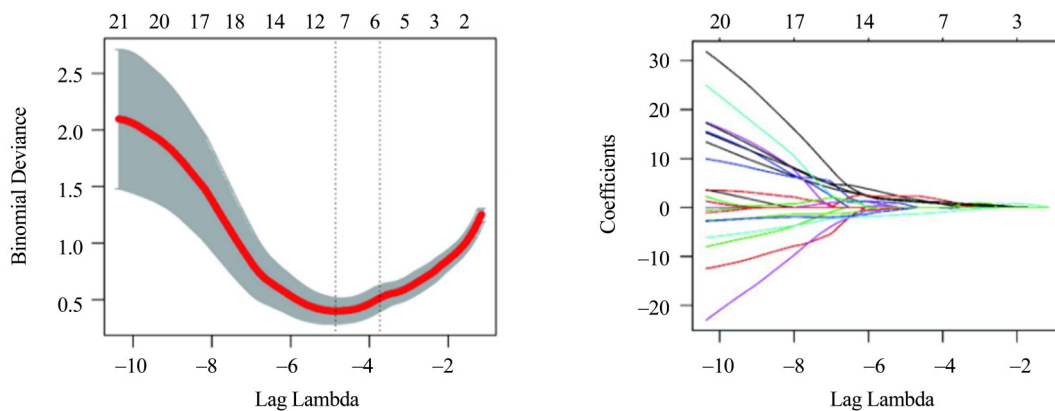 21 20 17 18 14 12 7 6 5 3 2
2.5
2.0
1.5
1.0
0.5
Binomial Deviance
–10 –8 –6 –4 –2
Lag Lambda
20 17 14 7 3
30
20
10
0
–10
–20
Coefficients
–10 –8 –6 –4 –2
Lag Lambda